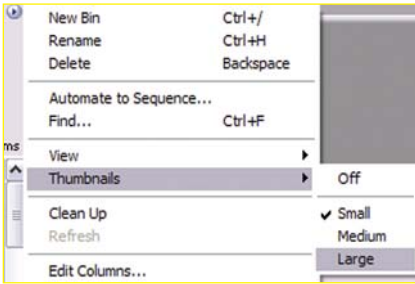 New Bin Ctrl+/
Rename Ctrl+H
Delete Backspace
Automate to Sequence...
Find... Ctrl+F
ms
View
Thumbnails Off
Clean Up Small
Refresh Medium
Large
Edit Columns...